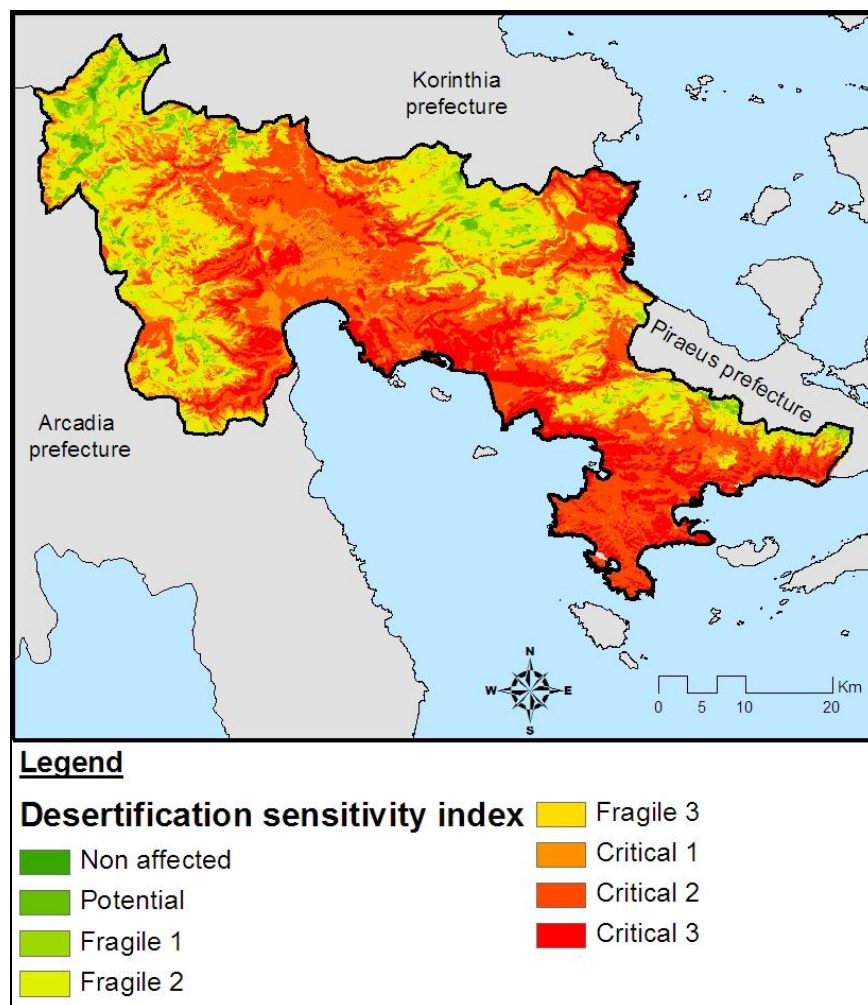 Korinthia
prefecture
Piraeus prefecture
Arcadia
prefecture
N
W E
S
Km
0 5 10 20
Legend
Desertification sensitivity index
Non affected
Potential
Fragile 1
Fragile 2
Fragile 3
Critical 1
Critical 2
Critical 3